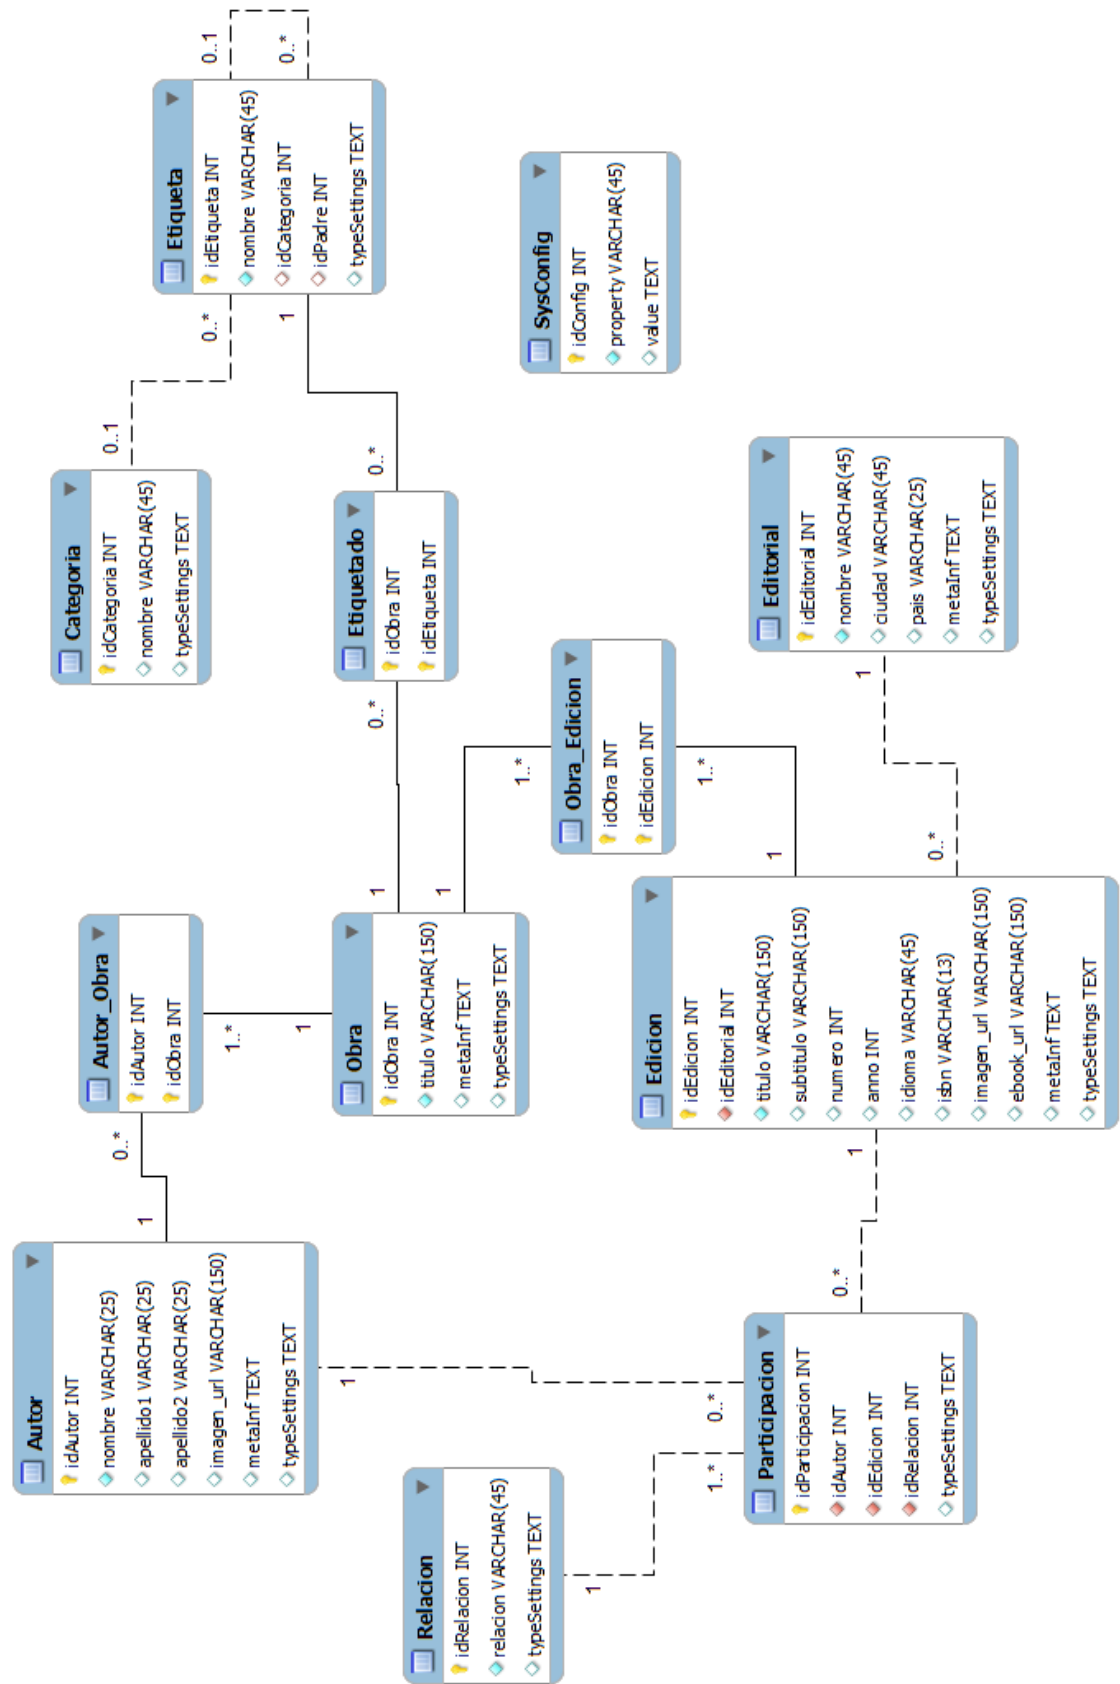 Autor
idAutor INT
nombre VARCHAR(25)
apellido1 VARCHAR(25)
apellido2 VARCHAR(25)
imagen_url VARCHAR(150)
metaInf TEXT
typeSettings TEXT
1
0..*
1
0..*
Autor_Obra
idAutor INT
idObra INT
1..*
1
Categoria
idCategoria INT
nombre VARCHAR(45)
typeSettings TEXT
0..1
0..*
Etiqueta
idEtiqueta INT
nombre VARCHAR(45)
idCategoria INT
idPadre INT
typeSettings TEXT
0..1
0..*
1
0..*
Relacion
idRelacion INT
relacion VARCHAR(45)
typeSettings TEXT
1
1..*
Obra
idObra INT
titulo VARCHAR(150)
metaInf TEXT
typeSettings TEXT
1
0..*
1
1..*
Etiquetado
idObra INT
idEtiqueta INT
SysConfig
idConfig INT
property VARCHAR(45)
value TEXT
Obra_Edicion
idObra INT
idEdicion INT
1..*
1
Participacion
idParticipacion INT
idAutor INT
idEdicion INT
idRelacion INT
typeSettings TEXT
0..*
1
Edicion
idEdicion INT
idEditorial INT
titulo VARCHAR(150)
subtitulo VARCHAR(150)
numero INT
anno INT
idioma VARCHAR(45)
isbn VARCHAR(13)
imagen_url VARCHAR(150)
ebook_url VARCHAR(150)
metaInf TEXT
typeSettings TEXT
0..*
1
Editorial
idEditorial INT
nombre VARCHAR(45)
ciudad VARCHAR(45)
pais VARCHAR(25)
metaInf TEXT
typeSettings TEXT